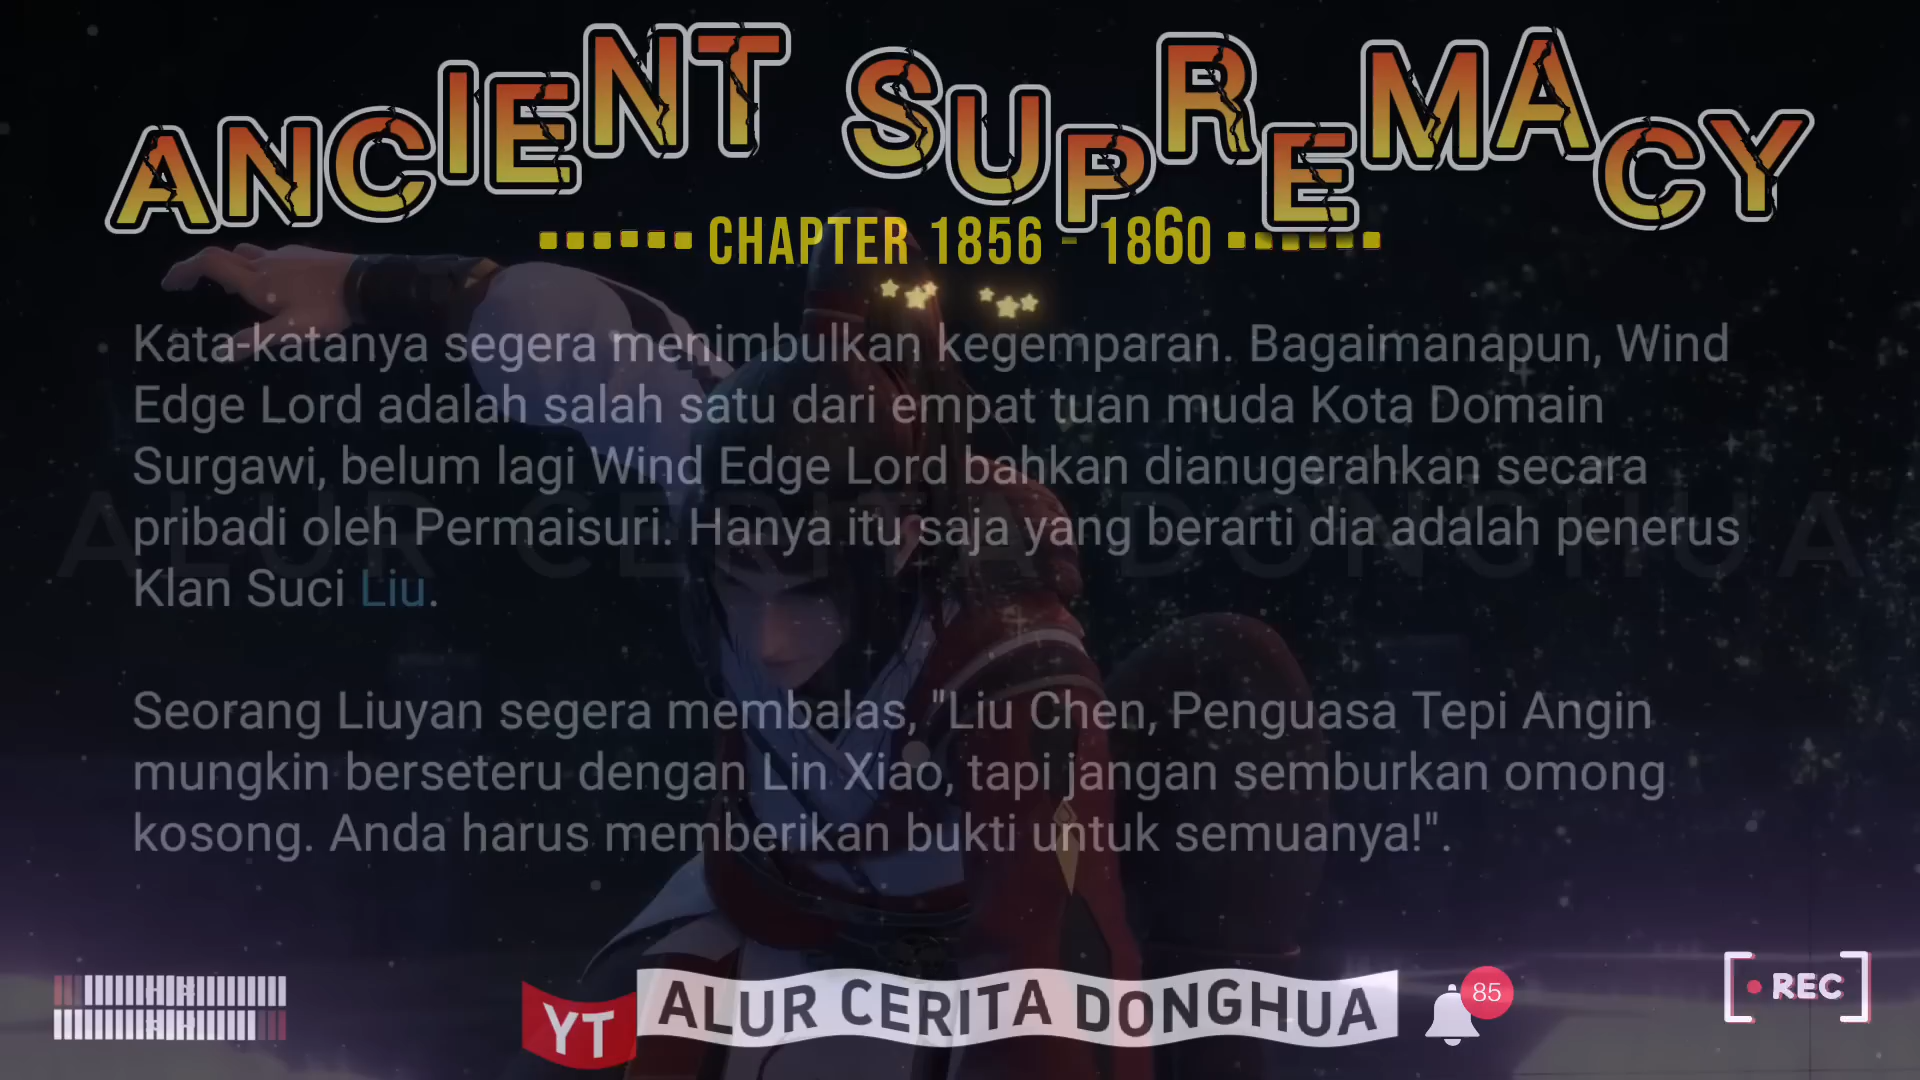 ANCIENT SUPREMACY
CHAPTER 1856 - 1860
Kata-katanya segera menimbulkan kegemparan. Bagaimanapun, Wind
Edge Lord adalah salah satu dari empat tuan muda Kota Domain
Surgawi, belum lagi Wind Edge Lord bahkan dianugerahkan secara
pribadi oleh Permaisuri. Hanya itu saja yang berarti dia adalah penerus
Klan Suci Liu.
ALUR CERITA DONGHUA
Seorang Liuyan segera membalas, "Liu Chen, Penguasa Tepi Angin
mungkin berseteru dengan Lin Xiao, tapi jangan semburkan omong
kosong. Anda harus memberikan bukti untuk semuanya!".
YT ALUR CERITA DONGHUA
85
REC